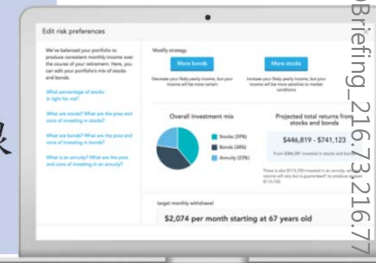 Edit risk preferences
We've balanced your portfolio to
produce consistent monthly income over
the course of your retirement. Here, you
can edit your portfolio's mix of stocks
and bonds.
What percentage of stocks
is right for me?
What are stocks? What are the pros and
cons of investing in stocks?
What are bonds? What are the pros and
cons of investing in bonds?
What is an annuity? What are the pros
and cons of investing in an annuity?
Modify strategy
More bonds
More stocks
Decrease your likely yearly income, but your
income will be more certain
Increase your likely yearly income, but your
income will be more sensitive to market
conditions
Overall investment mix
Stocks (39%)
Bonds (36%)
Annuity (25%)
Projected total returns from
stocks and bonds
$446,819 - $741,123
invested in stocks and
target monthly withdrawal
$2,074 per month starting at 67 years old
Briefing_216.73.216.77